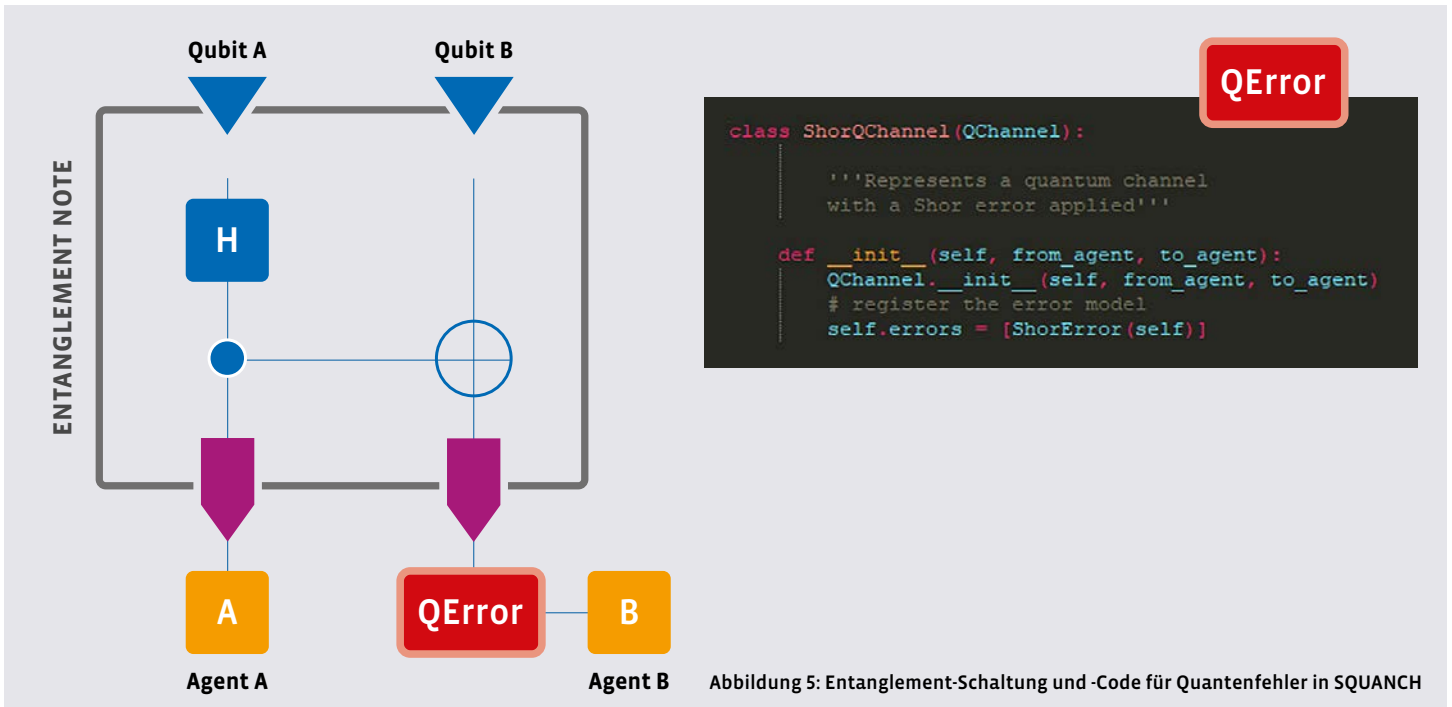 Qubit A
Qubit B
ENTANGLEMENT NOTE
H
A
QError
B
Agent A
Agent B
QError
class ShorQChannel(QChannel):
'''Represents a quantum channel
with a Shor error applied'''
def __init__(self, from_agent, to_agent):
QChannel.__init__(self, from_agent, to_agent)
# register the error model
self.errors = [ShorError(self)]
Abbildung 5: Entanglement-Schaltung und -Code für Quantenfehler in SQUANCH